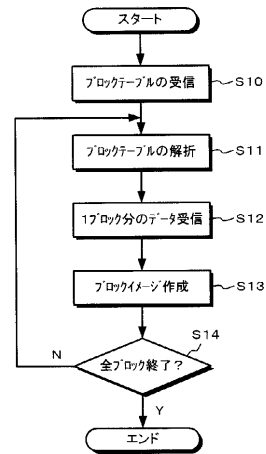 スタート
ブロックテーブルの受信
S10
ブロックテーブルの解折
S11
1ブロック分のデータ受信
S12
ブロックイメージ作成
S13
S14
全ブロック終了?
N
Y
エンド